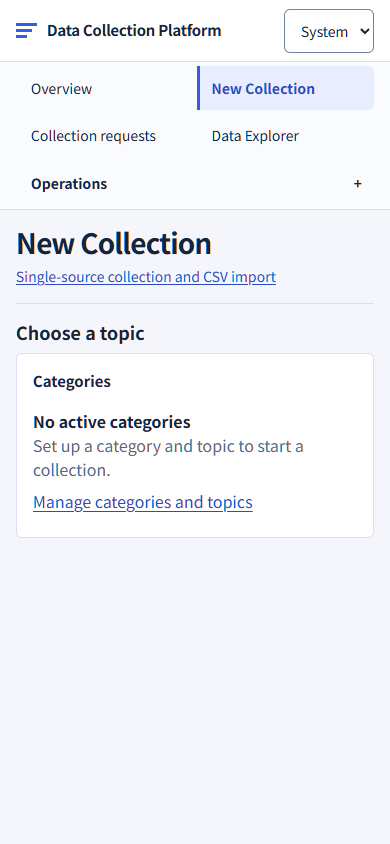 Data Collection Platform
System
Overview
New Collection
Collection requests
Data Explorer
Operations
+
New Collection
Single-source collection and CSV import
Choose a topic
Categories
No active categories
Set up a category and topic to start a
collection.
Manage categories and topics